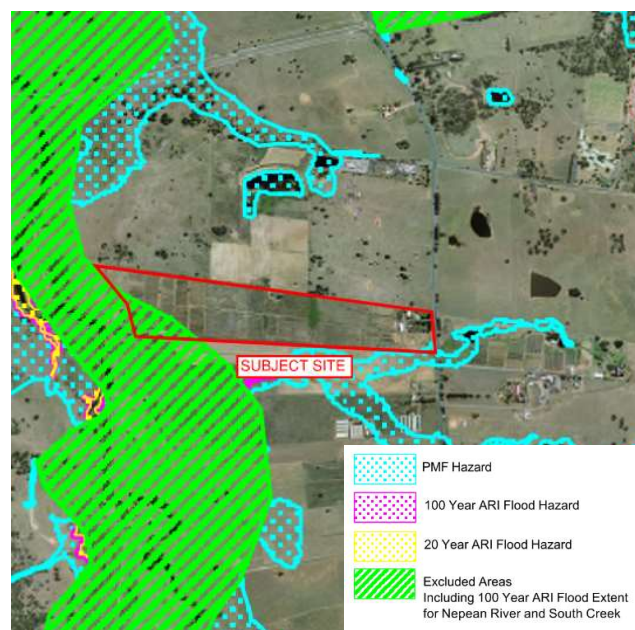 SUBJECT SITE
PMF Hazard
100 Year ARI Flood Hazard
20 Year ARI Flood Hazard
Excluded Areas
Including 100 Year ARI Flood Extent
for Nepean River and South Creek